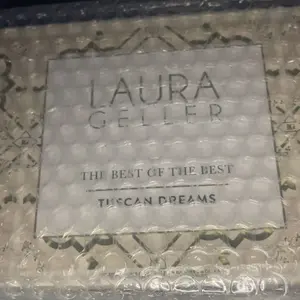 LAURA
GELLER
THE BEST OF THE BEST
TUSCAN DREAMS